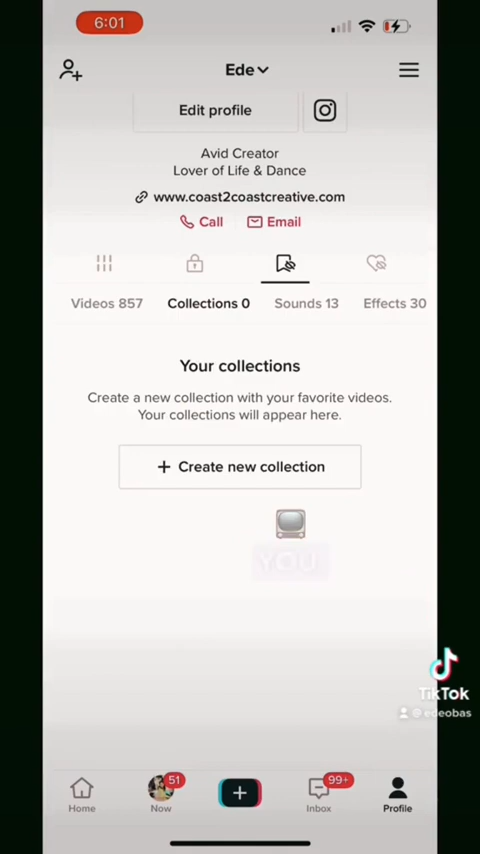 6:01
Ede
Edit profile
Avid Creator
Lover of Life & Dance
www.coast2coastcreative.com
Call Email
Videos 857 Collections 0 Sounds 13 Effects 30
Your collections
Create a new collection with your favorite videos.
Your collections will appear here.
+ Create new collection
YOU
TikTok
@edeobas
51 99+
Home Now Inbox Profile